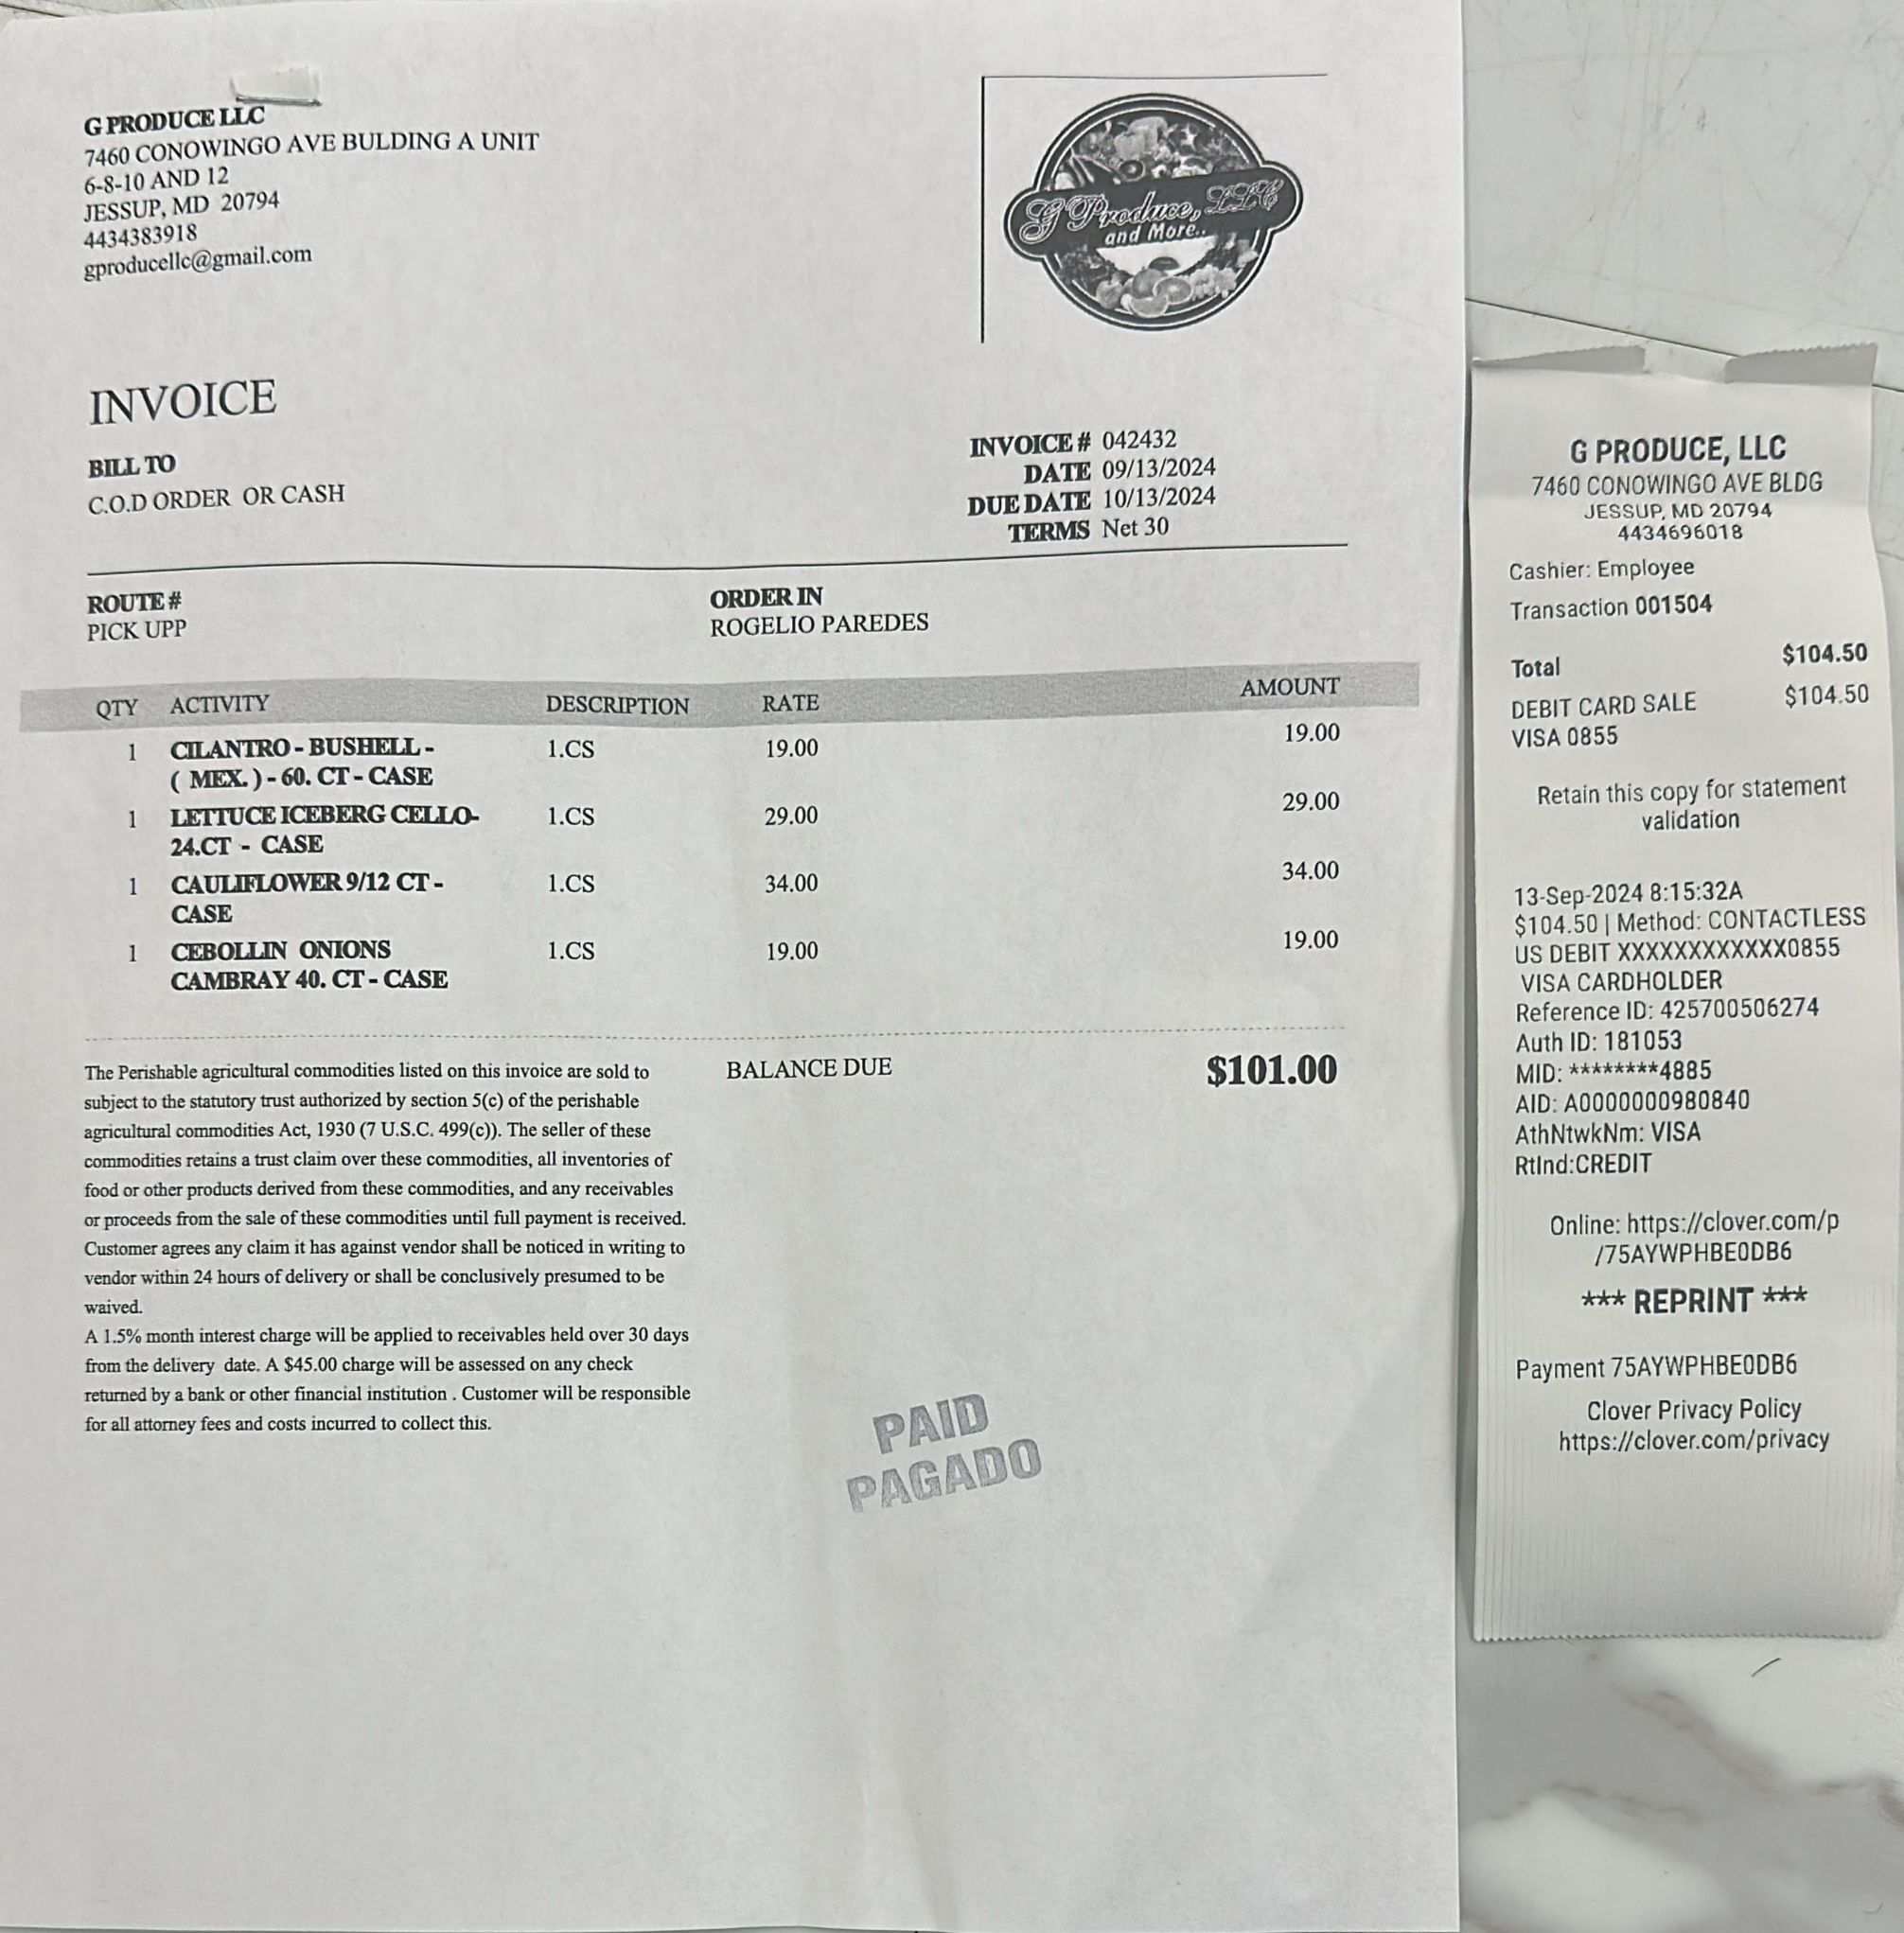 G PRODUCE LLC
7460 CONOWINGO AVE BULDING A UNIT
6-8-10 AND 12
JESSUP, MD 20794
4434383918
gproducellc@gmail.com
G Produce, LLC
and More..
INVOICE
BILL TO
C.O.D ORDER OR CASH
INVOICE # 042432
DATE 09/13/2024
DUE DATE 10/13/2024
TERMS Net 30
ROUTE #
PICK UPP
ORDER IN
ROGELIO PAREDES
QTY ACTIVITY DESCRIPTION RATE AMOUNT
1 CILANTRO - BUSHELL - 1.CS 19.00 19.00
( MEX. ) - 60. CT - CASE
1 LETTUCE ICEBERG CELLO- 1.CS 29.00 29.00
24.CT - CASE
1 CAULIFLOWER 9/12 CT - 1.CS 34.00 34.00
CASE
1 CEBOLLIN ONIONS 1.CS 19.00 19.00
CAMBRAY 40. CT - CASE
BALANCE DUE $101.00
The Perishable agricultural commodities listed on this invoice are sold to
subject to the statutory trust authorized by section 5(c) of the perishable
agricultural commodities Act, 1930 (7 U.S.C. 499(c)). The seller of these
commodities retains a trust claim over these commodities, all inventories of
food or other products derived from these commodities, and any receivables
or proceeds from the sale of these commodities until full payment is received.
Customer agrees any claim it has against vendor shall be noticed in writing to
vendor within 24 hours of delivery or shall be conclusively presumed to be
waived.
A 1.5% month interest charge will be applied to receivables held over 30 days
from the delivery date. A $45.00 charge will be assessed on any check
returned by a bank or other financial institution . Customer will be responsible
for all attorney fees and costs incurred to collect this.
PAID
PAGADO
G PRODUCE, LLC
7460 CONOWINGO AVE BLDG
JESSUP, MD 20794
4434696018
Cashier: Employee
Transaction 001504
Total $104.50
DEBIT CARD SALE $104.50
VISA 0855
Retain this copy for statement
validation
13-Sep-2024 8:15:32A
$104.50 | Method: CONTACTLESS
US DEBIT XXXXXXXXXXXX0855
VISA CARDHOLDER
Reference ID: 425700506274
Auth ID: 181053
MID: ********4885
AID: A0000000980840
AthNtwkNm: VISA
RtInd:CREDIT
Online: https://clover.com/p
/75AYWPHBE0DB6
*** REPRINT ***
Payment 75AYWPHBE0DB6
Clover Privacy Policy
https://clover.com/privacy